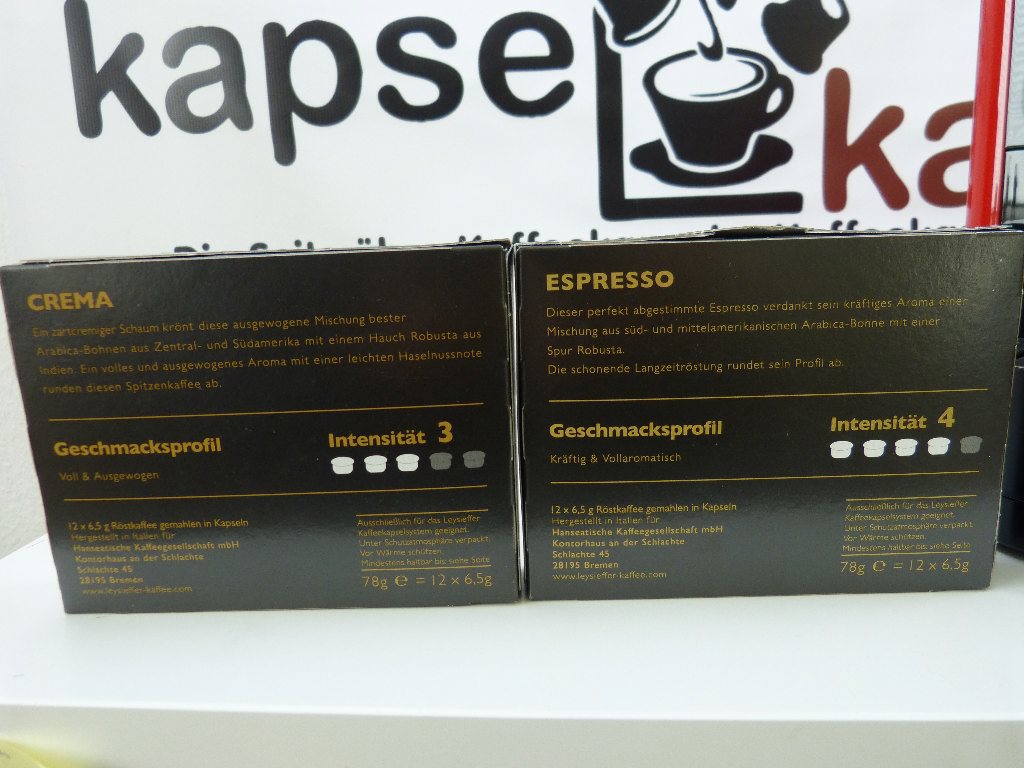 kapsel
ka
Die Seite über
CREMA
Ein zartcremiger Schaum krönt diese ausgewogene Mischung bester
Arabica-Bohnen aus Zentral- und Südamerika mit einem Hauch Robusta aus
Indien. Ein volles und ausgewogenes Aroma mit einer leichten Haselnussnote
runden diesen Spitzenkaffee ab.
Geschmacksprofil
Voll & Ausgewogen
Intensität 3
12 x 6,5 g Röstkaffee gemahlen in Kapseln
Hergestellt in Italien für
Hanseatische Kaffeegesellschaft mbH
Kontorhaus an der Schlachte
Schlachte 45
28195 Bremen
www.leysieffer-kaffee.com
Ausschließlich für das Leysieffer
Kaffeekapselsystem geeignet.
Unter Schutzatmosphäre verpackt.
Vor Wärme schützen.
Mindestens haltbar bis: siehe Seite
78g ℮ = 12 x 6,5g
ESPRESSO
Dieser perfekt abgestimmte Espresso verdankt sein kräftiges Aroma einer
Mischung aus süd- und mittelamerikanischen Arabica-Bohne mit einer
Spur Robusta.
Die schonende Langzeitröstung rundet sein Profil ab.
Geschmacksprofil
Kräftig & Vollaromatisch
Intensität 4
12 x 6,5 g Röstkaffee gemahlen in Kapseln
Hergestellt in Italien für
Hanseatische Kaffeegesellschaft mbH
Kontorhaus an der Schlachte
Schlachte 45
28195 Bremen
www.leysieffer-kaffee.com
Ausschließlich für das Leysieffer
Kaffeekapselsystem geeignet.
Unter Schutzatmosphäre verpackt.
Vor Wärme schützen.
Mindestens haltbar bis: siehe Seite
78g ℮ = 12 x 6,5g